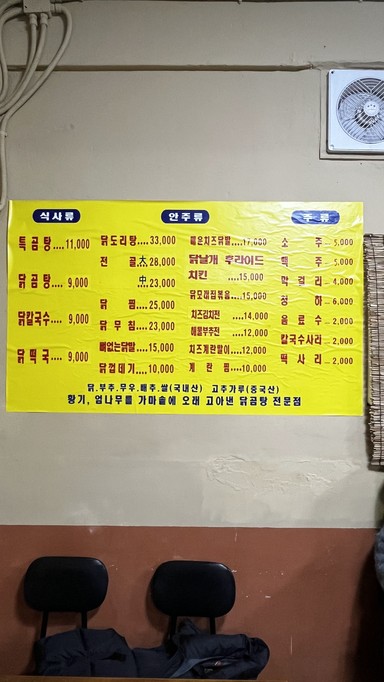 식사류
특곰탕....11,000
닭곰탕 9,000
닭칼국수.... 9,000
닭떡국.... 9,000
안주류
닭도리탕....33,000
전 골 大 28,000
中 23,000
닭 찜....25,000
닭무침....23,000
뼈없는닭발...15,000
닭껍데기....10,000
매운치즈닭발....17,000
닭날개 후라이드
치킨 ....15,000
닭모래집볶음..15,000
치즈김치전 ....14,000
해물부추전 ....12,000
치즈계란말이....12,000
계란찜....10,000
주 류
소 주... 5,000
맥 주... 5,000
막걸리... 4,000
청 하... 6,000
음료수... 2,000
칼국수사리... 2,000
떡사리... 2,000
닭.부추.무우.배추.쌀(국내산) 고추가루(중국산)
황기, 엄나무를 가마솥에 오래 고아낸 닭곰탕 전문점